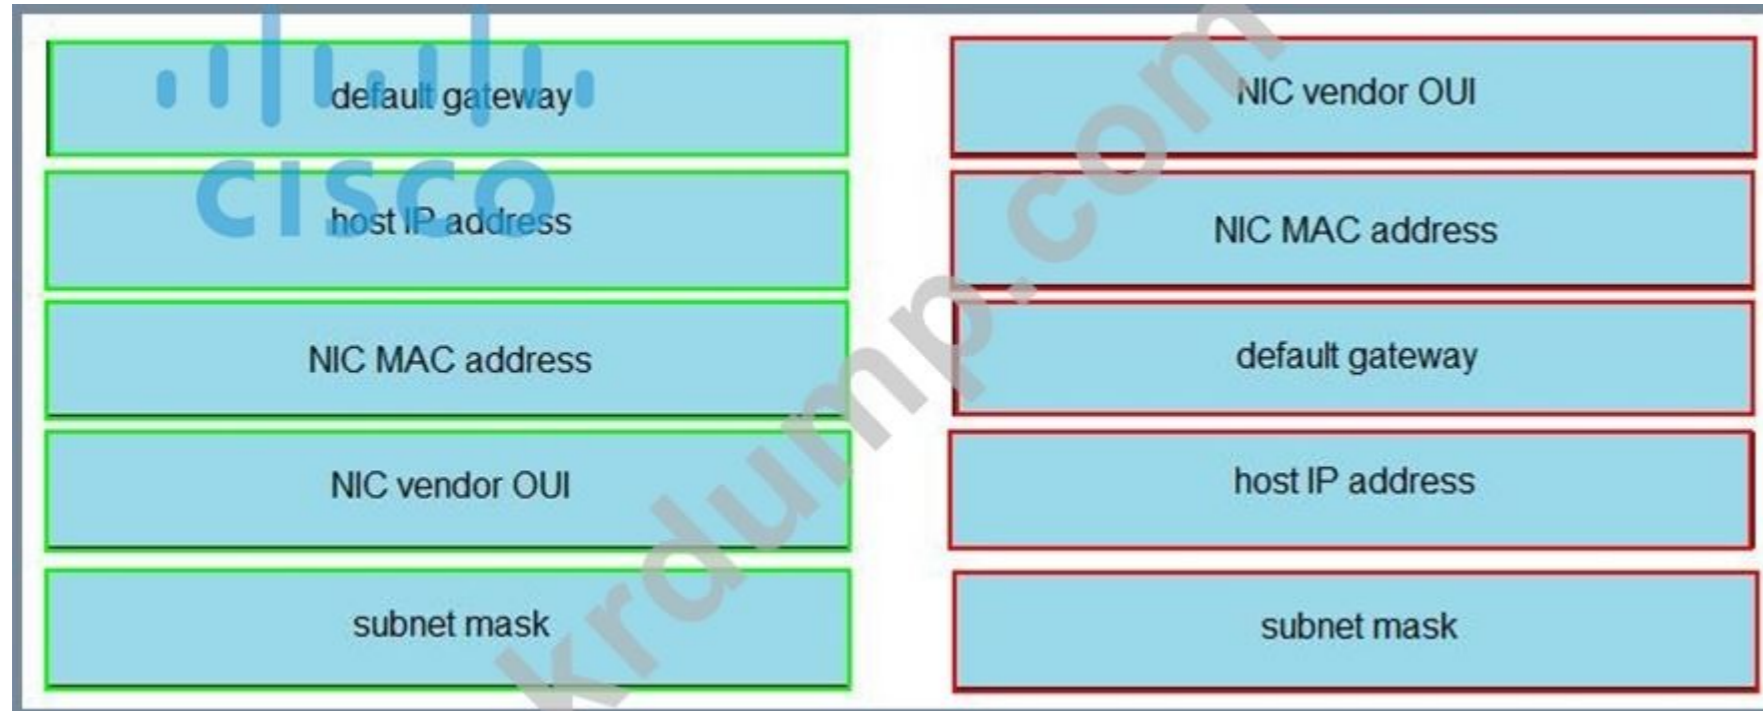 CISCO
default gateway
host IP address
NIC MAC address
NIC vendor OUI
subnet mask
NIC vendor OUI
NIC MAC address
default gateway
host IP address
subnet mask
krdump.com